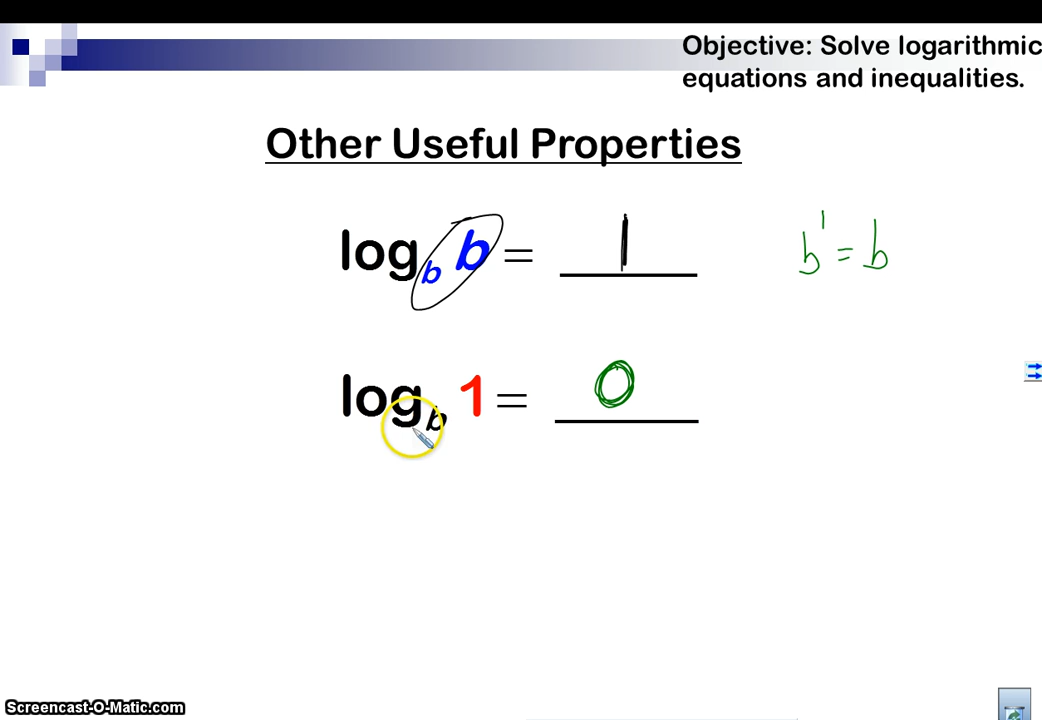 Objective: Solve logarithmic
equations and inequalities.
Other Useful Properties
log_b b = 1
b^1 = b
log_b 1 = 0
Screencast-O-Matic.com